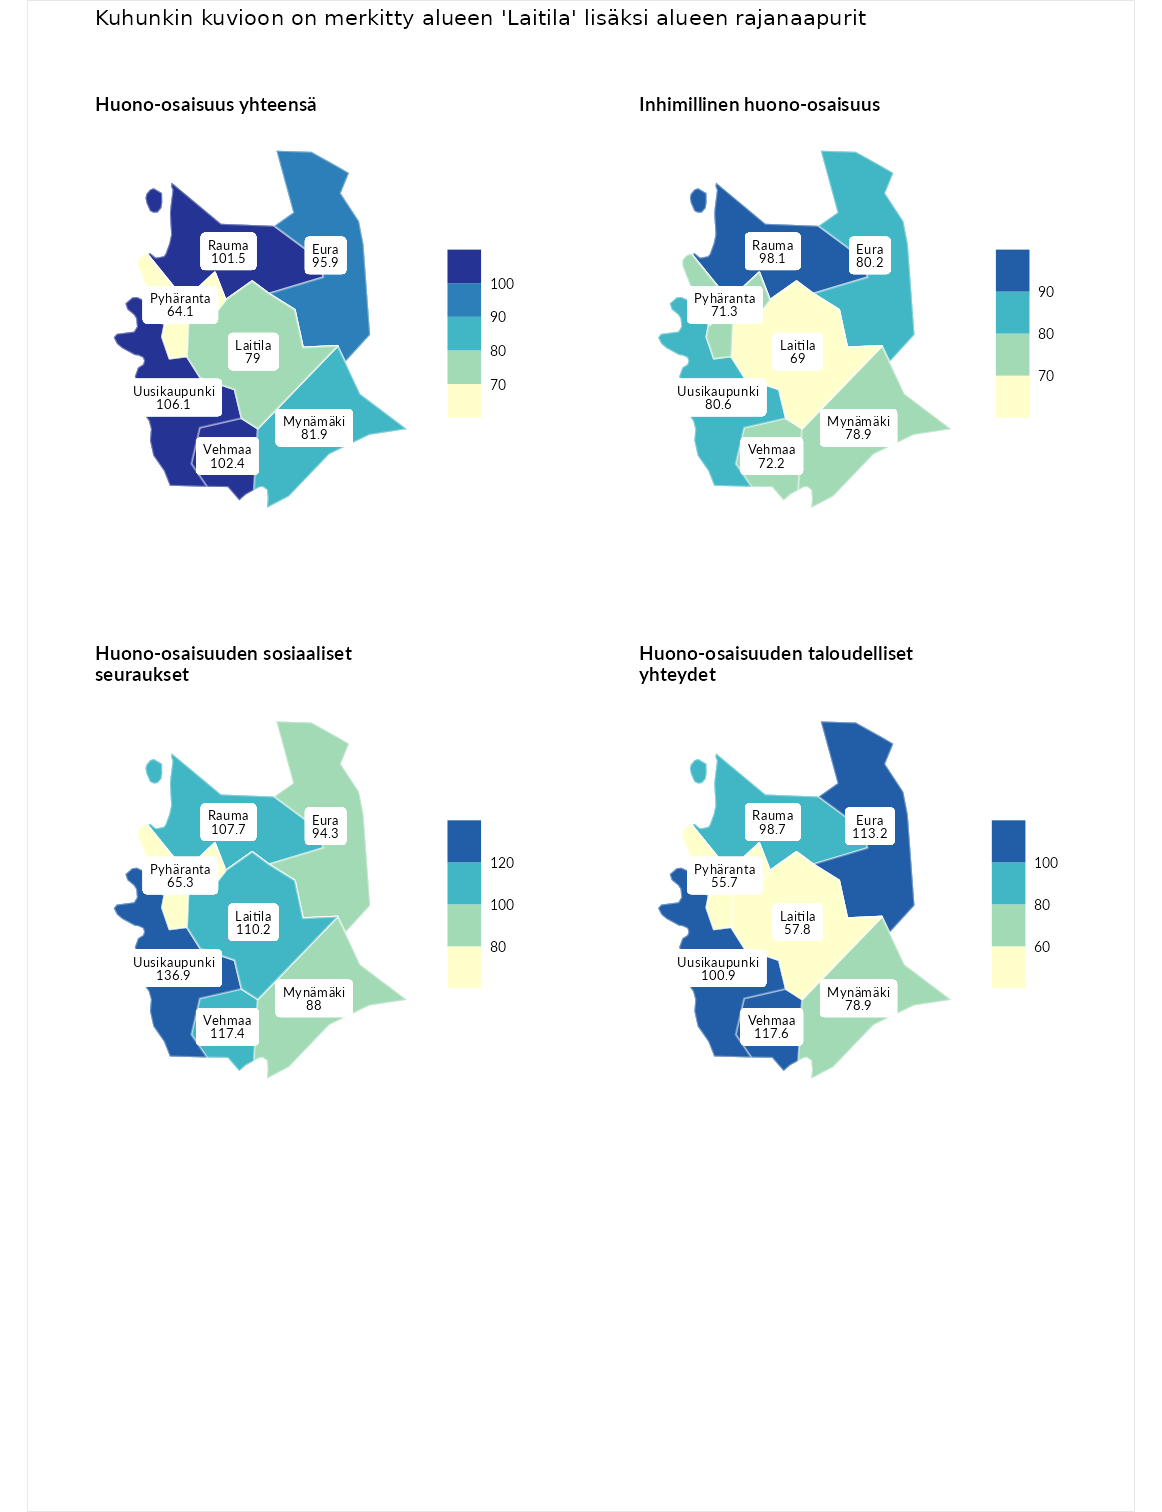 Kuhunkin kuvioon on merkitty alueen 'Laitila' lisäksi alueen rajanaapurit
Huono-osaisuus yhteensä
Rauma
101.5
Eura
95.9
Pyhäranta
64.1
Laitila
79
Uusikaupunki
106.1
Mynämäki
81.9
Vehmaa
102.4
100
90
80
70
Inhimillinen huono-osaisuus
Rauma
98.1
Eura
80.2
Pyhäranta
71.3
Laitila
69
Uusikaupunki
80.6
Mynämäki
78.9
Vehmaa
72.2
90
80
70
Huono-osaisuuden sosiaaliset
seuraukset
Rauma
107.7
Eura
94.3
Pyhäranta
65.3
Laitila
110.2
Uusikaupunki
136.9
Mynämäki
88
Vehmaa
117.4
120
100
80
Huono-osaisuuden taloudelliset
yhteydet
Rauma
98.7
Eura
113.2
Pyhäranta
55.7
Laitila
57.8
Uusikaupunki
100.9
Mynämäki
78.9
Vehmaa
117.6
100
80
60